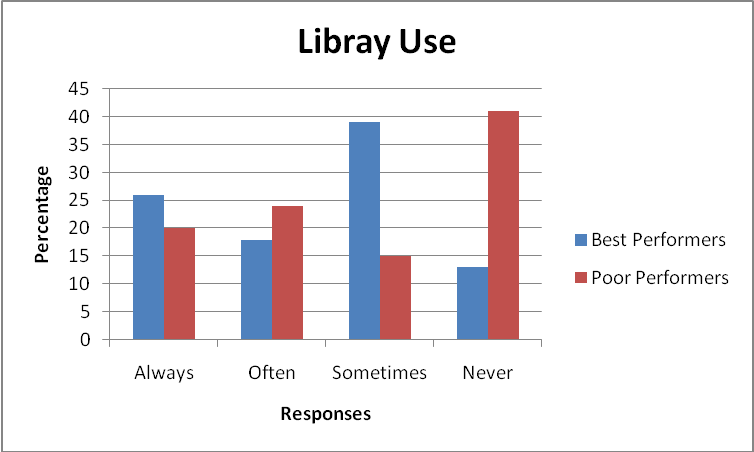 Libray Use
45
40
35
30
25
20
15
10
5
0
Percentage
Always Often Sometimes Never
Responses
Best Performers
Poor Performers